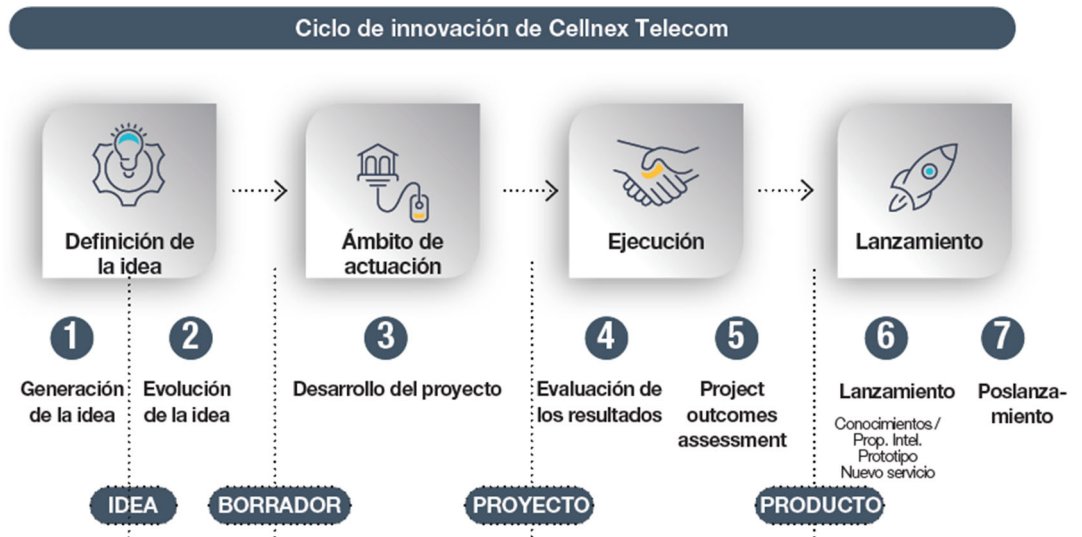 Ciclo de innovación de Cellnex Telecom
Definición de
la idea
Ámbito de
actuación
Ejecución
Lanzamiento
1
Generación
de la idea
2
Evolución
de la idea
3
Desarrollo del proyecto
4
Evaluación de
los resultados
5
Project
outcomes
assessment
6
Lanzamiento
Conocimientos /
Prop. Intel.
Prototipo
Nuevo servicio
7
Poslanza-
miento
IDEA
BORRADOR
PROYECTO
PRODUCTO